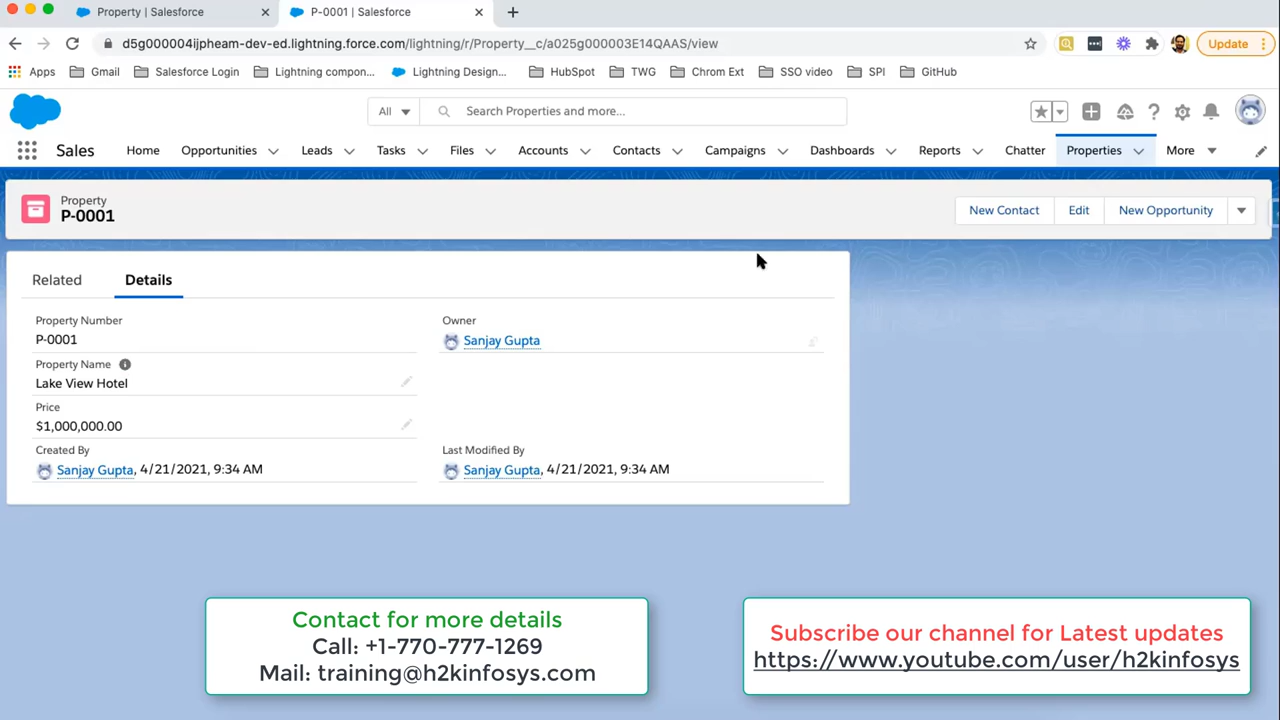 Property | Salesforce
P-0001 | Salesforce
d5g000004ijpheam-dev-ed.lightning.force.com/lightning/r/Property__c/a025g000003E14QAAS/view
Update
Apps Gmail Salesforce Login Lightning compon... Lightning Design... HubSpot TWG Chrom Ext SSO video SPI GitHub
All Search Properties and more...
Sales Home Opportunities Leads Tasks Files Accounts Contacts Campaigns Dashboards Reports Chatter Properties More
Property
P-0001
New Contact Edit New Opportunity
Related Details
Property Number
P-0001
Owner
Sanjay Gupta
Property Name
Lake View Hotel
Price
$1,000,000.00
Created By
Sanjay Gupta, 4/21/2021, 9:34 AM
Last Modified By
Sanjay Gupta, 4/21/2021, 9:34 AM
Contact for more details
Call: +1-770-777-1269
Mail: training@h2kinfosys.com
Subscribe our channel for Latest updates
https://www.youtube.com/user/h2kinfosys